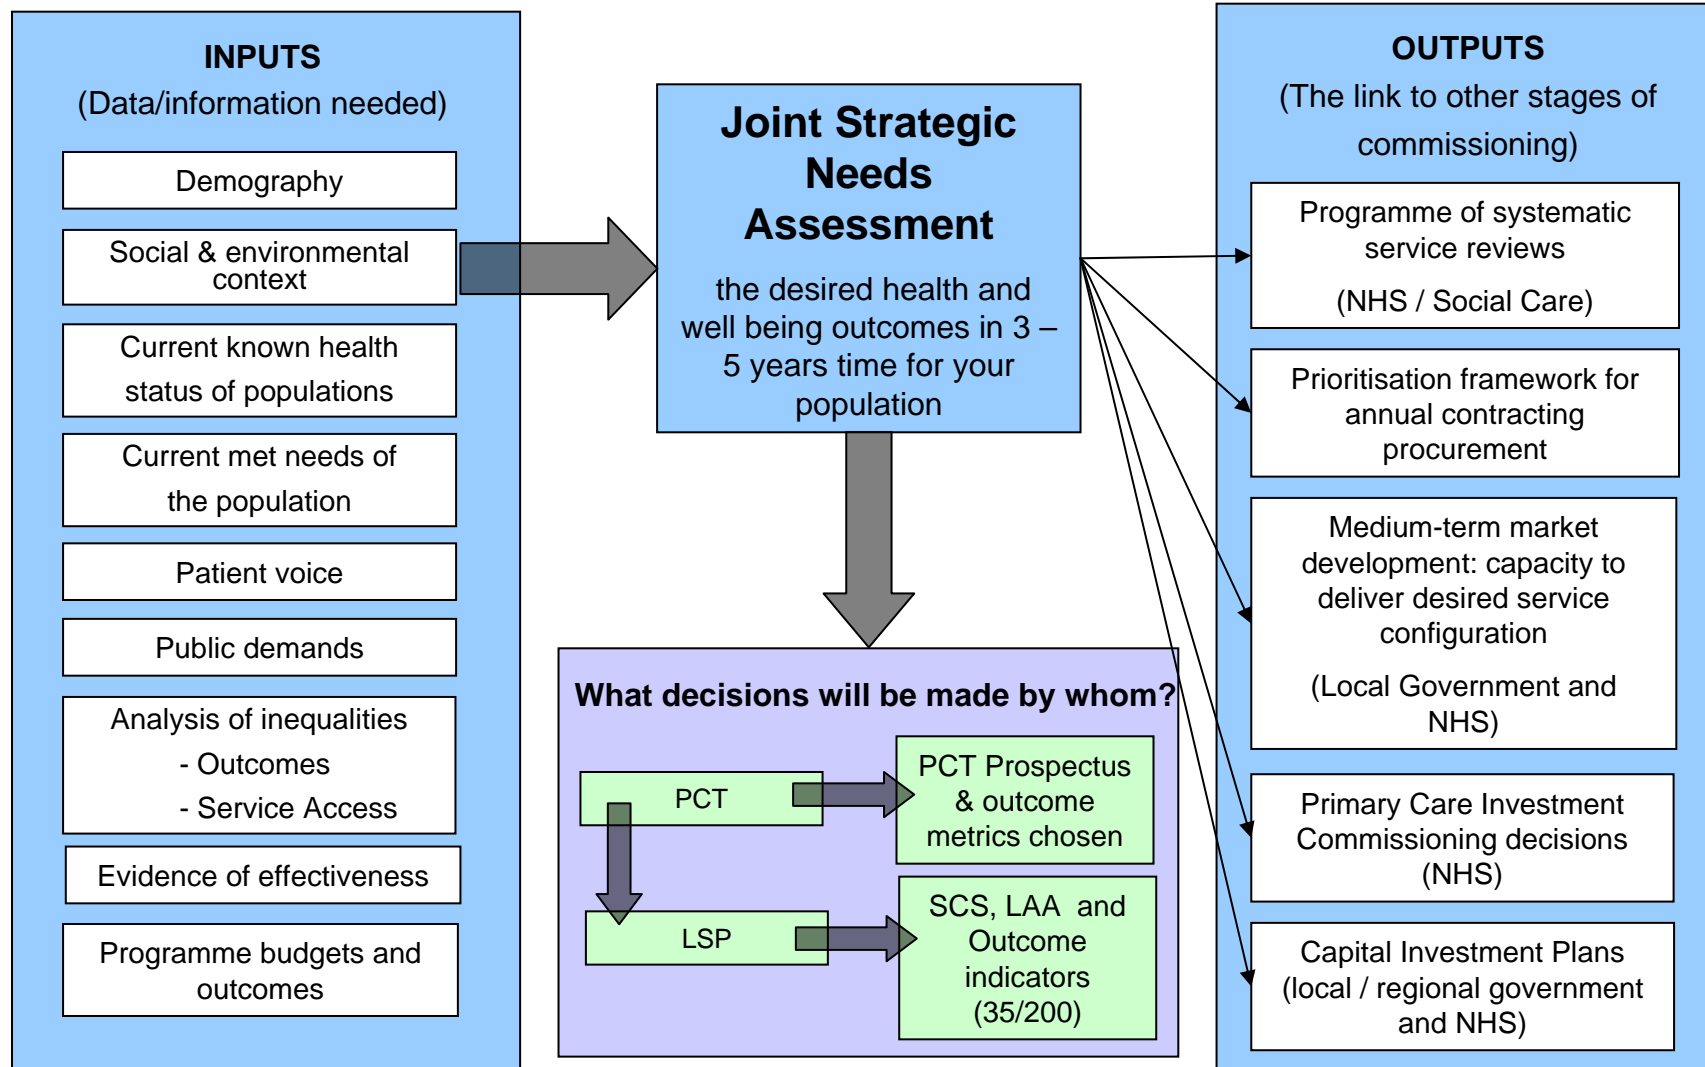 INPUTS
(Data/information needed)
Demography
Social & environmental
context
Current known health
status of populations
Current met needs of
the population
Patient voice
Public demands
Analysis of inequalities
- Outcomes
- Service Access
Evidence of effectiveness
Programme budgets and
outcomes
Joint Strategic
Needs
Assessment
the desired health and
well being outcomes in 3 –
5 years time for your
population
What decisions will be made by whom?
PCT
PCT Prospectus
& outcome
metrics chosen
LSP
SCS, LAA and
Outcome
indicators
(35/200)
OUTPUTS
(The link to other stages of
commissioning)
Programme of systematic
service reviews
(NHS / Social Care)
Prioritisation framework for
annual contracting
procurement
Medium-term market
development: capacity to
deliver desired service
configuration
(Local Government and
NHS)
Primary Care Investment
Commissioning decisions
(NHS)
Capital Investment Plans
(local / regional government
and NHS)